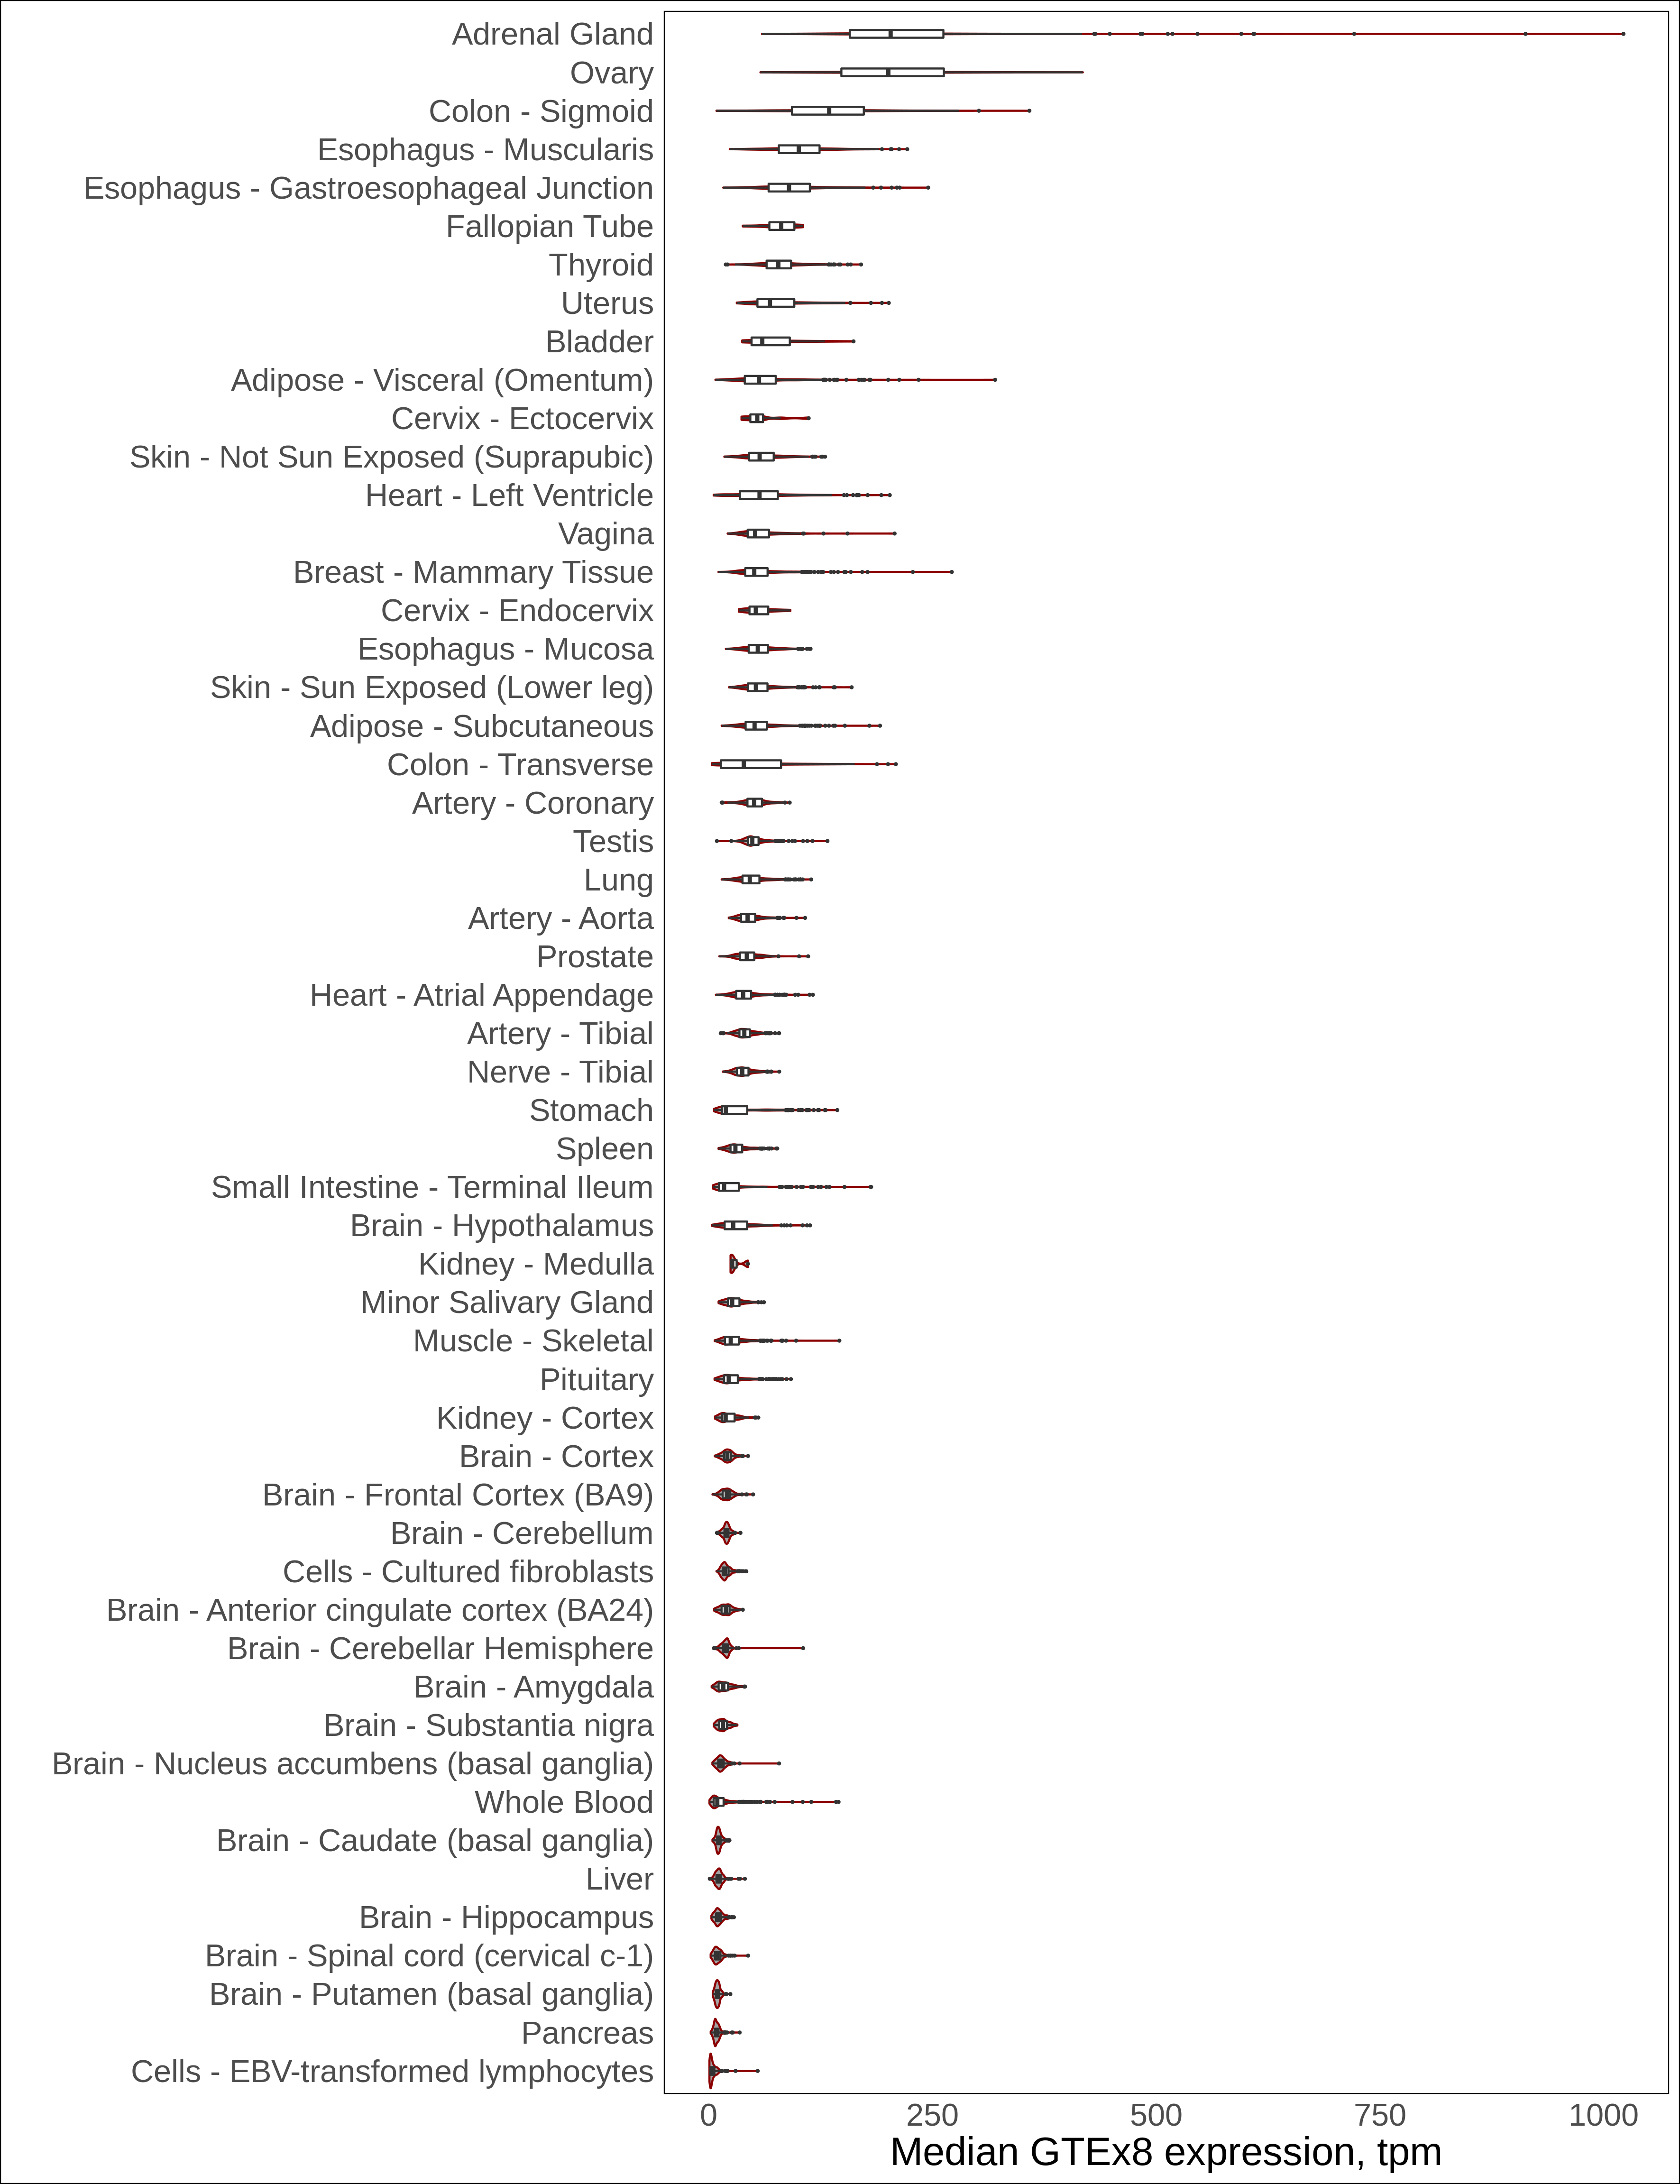 Adrenal Gland
Ovary
Colon - Sigmoid
Esophagus - Muscularis
Esophagus - Gastroesophageal Junction
Fallopian Tube
Thyroid
Uterus
Bladder
Adipose - Visceral (Omentum)
Cervix - Ectocervix
Skin - Not Sun Exposed (Suprapubic)
Heart - Left Ventricle
Vagina
Breast - Mammary Tissue
Cervix - Endocervix
Esophagus - Mucosa
Skin - Sun Exposed (Lower leg)
Adipose - Subcutaneous
Colon - Transverse
Artery - Coronary
Testis
Lung
Artery - Aorta
Prostate
Heart - Atrial Appendage
Artery - Tibial
Nerve - Tibial
Stomach
Spleen
Small Intestine - Terminal Ileum
Brain - Hypothalamus
Kidney - Medulla
Minor Salivary Gland
Muscle - Skeletal
Pituitary
Kidney - Cortex
Brain - Cortex
Brain - Frontal Cortex (BA9)
Brain - Cerebellum
Cells - Cultured fibroblasts
Brain - Anterior cingulate cortex (BA24)
Brain - Cerebellar Hemisphere
Brain - Amygdala
Brain - Substantia nigra
Brain - Nucleus accumbens (basal ganglia)
Whole Blood
Brain - Caudate (basal ganglia)
Liver
Brain - Hippocampus
Brain - Spinal cord (cervical c-1)
Brain - Putamen (basal ganglia)
Pancreas
Cells - EBV-transformed lymphocytes
0 250 500 750 1000
Median GTEx8 expression, tpm